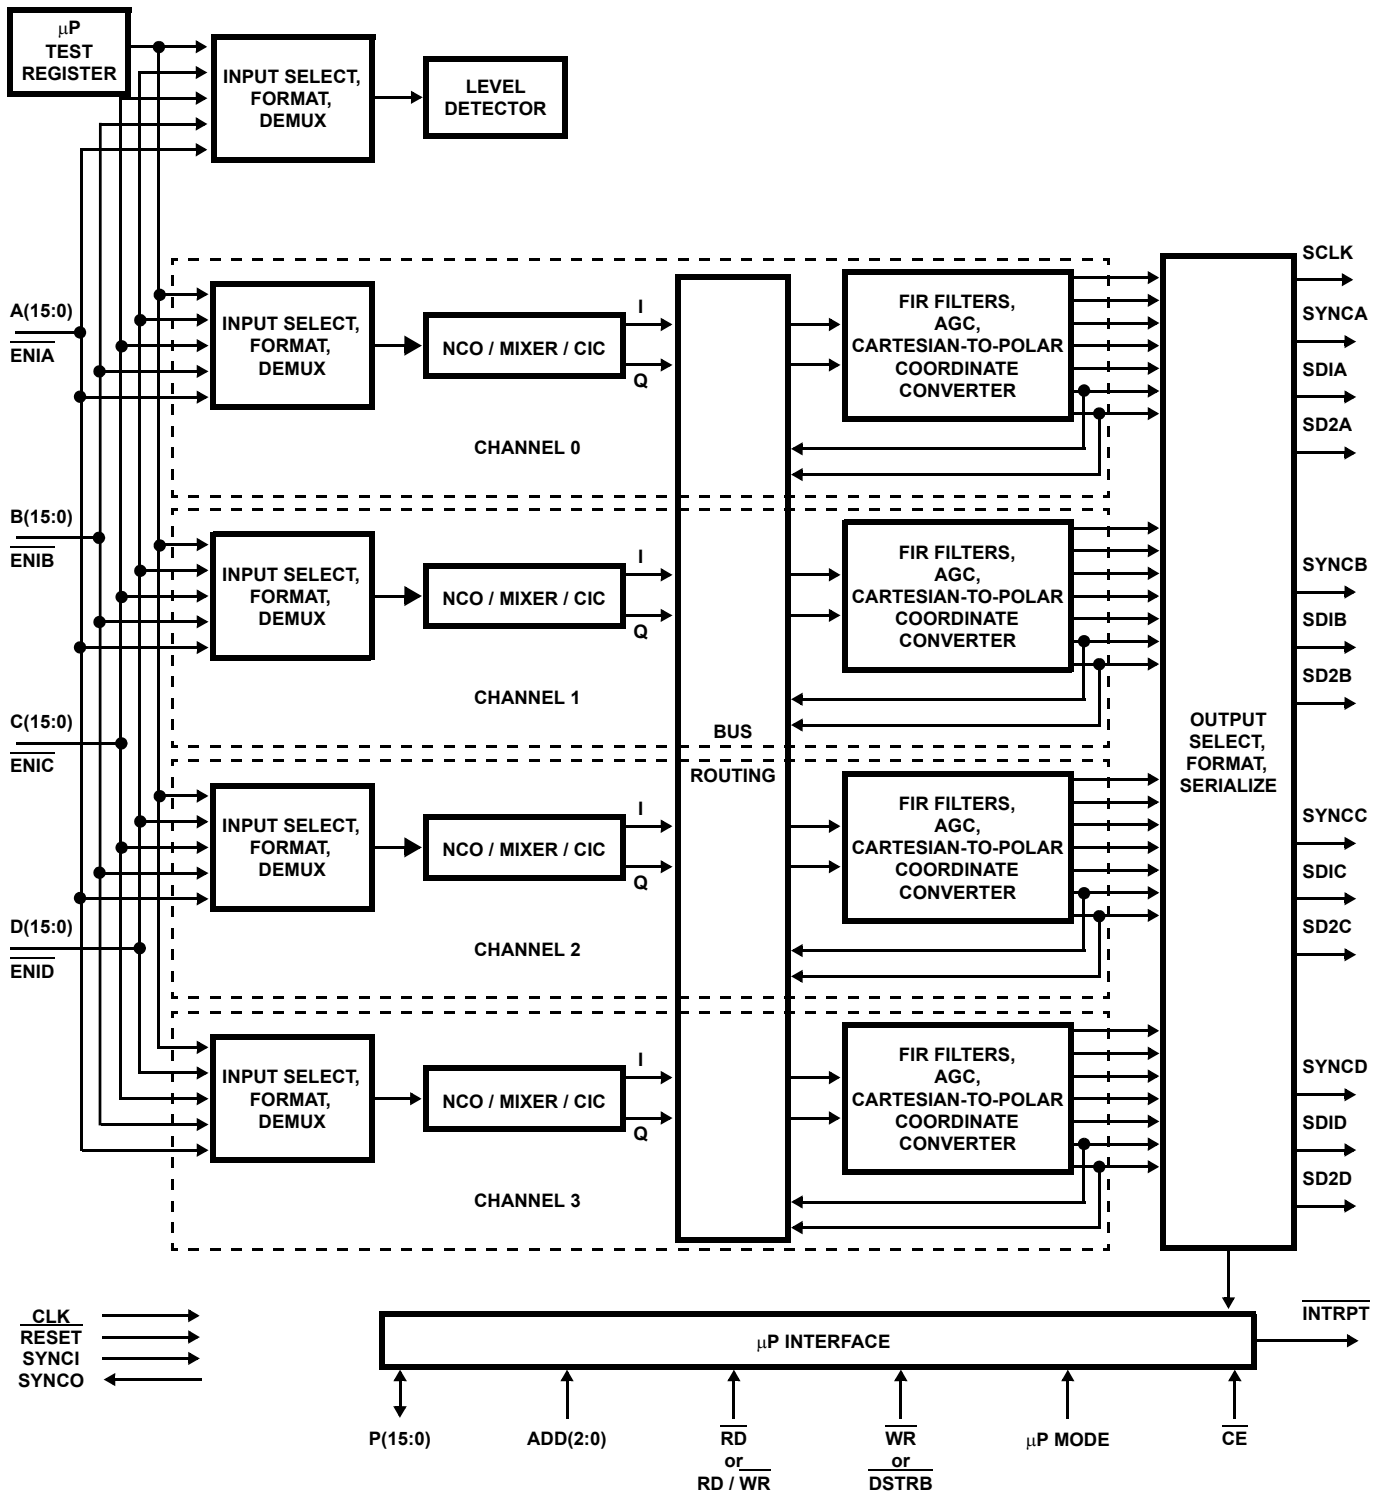 μP
TEST
REGISTER
INPUT SELECT,
FORMAT,
DEMUX
LEVEL
DETECTOR
A(15:0)
ENIA
B(15:0)
ENIB
C(15:0)
ENIC
D(15:0)
ENID
INPUT SELECT,
FORMAT,
DEMUX
NCO / MIXER / CIC
I
Q
FIR FILTERS,
AGC,
CARTESIAN-TO-POLAR
COORDINATE
CONVERTER
CHANNEL 0
INPUT SELECT,
FORMAT,
DEMUX
NCO / MIXER / CIC
I
Q
FIR FILTERS,
AGC,
CARTESIAN-TO-POLAR
COORDINATE
CONVERTER
CHANNEL 1
BUS
ROUTING
INPUT SELECT,
FORMAT,
DEMUX
NCO / MIXER / CIC
I
Q
FIR FILTERS,
AGC,
CARTESIAN-TO-POLAR
COORDINATE
CONVERTER
CHANNEL 2
INPUT SELECT,
FORMAT,
DEMUX
NCO / MIXER / CIC
I
Q
FIR FILTERS,
AGC,
CARTESIAN-TO-POLAR
COORDINATE
CONVERTER
CHANNEL 3
OUTPUT
SELECT,
FORMAT,
SERIALIZE
SCLK
SYNCA
SDIA
SD2A
SYNCB
SDIB
SD2B
SYNCC
SDIC
SD2C
SYNCD
SDID
SD2D
CLK
RESET
SYNCI
SYNCO
μP INTERFACE
INTRPT
P(15:0)
ADD(2:0)
RD
or
RD / WR
WR
or
DSTRB
μP MODE
CE